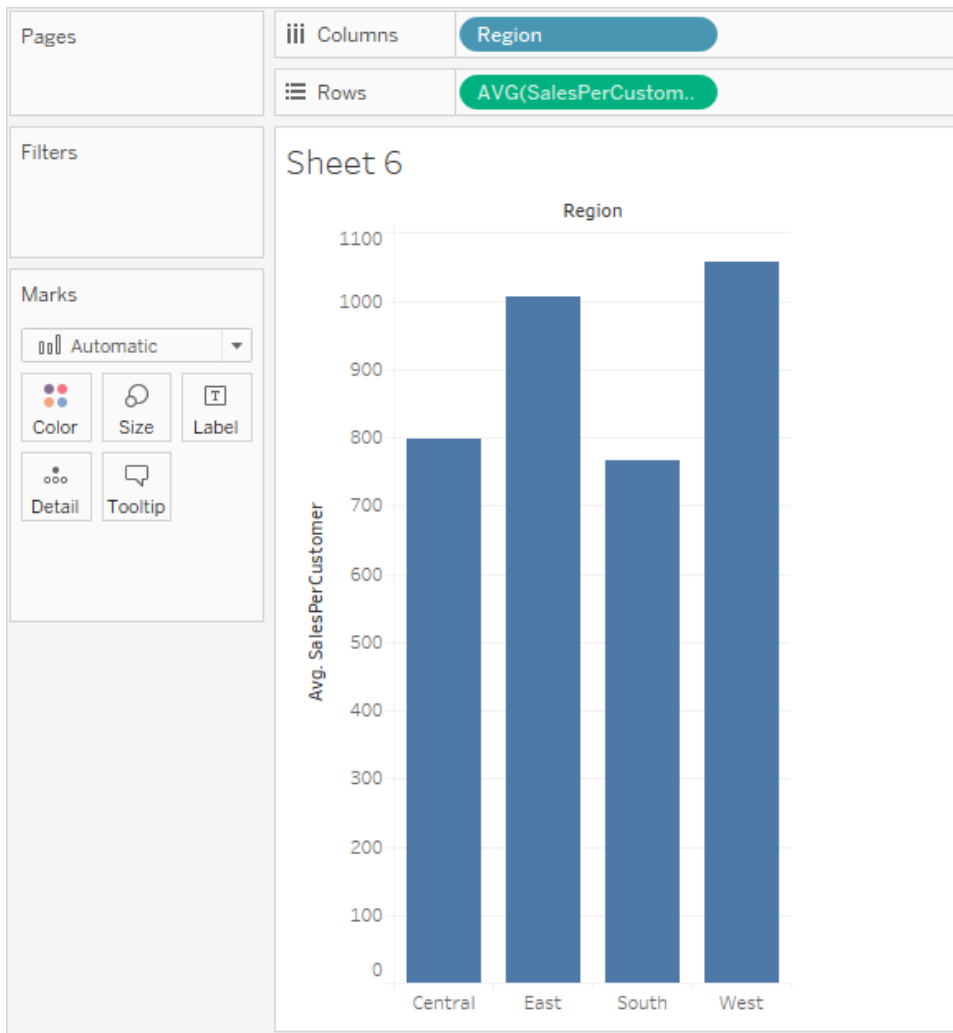 Pages
Columns
Region
Rows
AVG(SalesPerCustom..
Filters
Marks
Automatic
Color
Size
T
Label
Detail
Tooltip
Sheet 6
Region
Avg. SalesPerCustomer
1100
1000
900
800
700
600
500
400
300
200
100
0
Central East South West